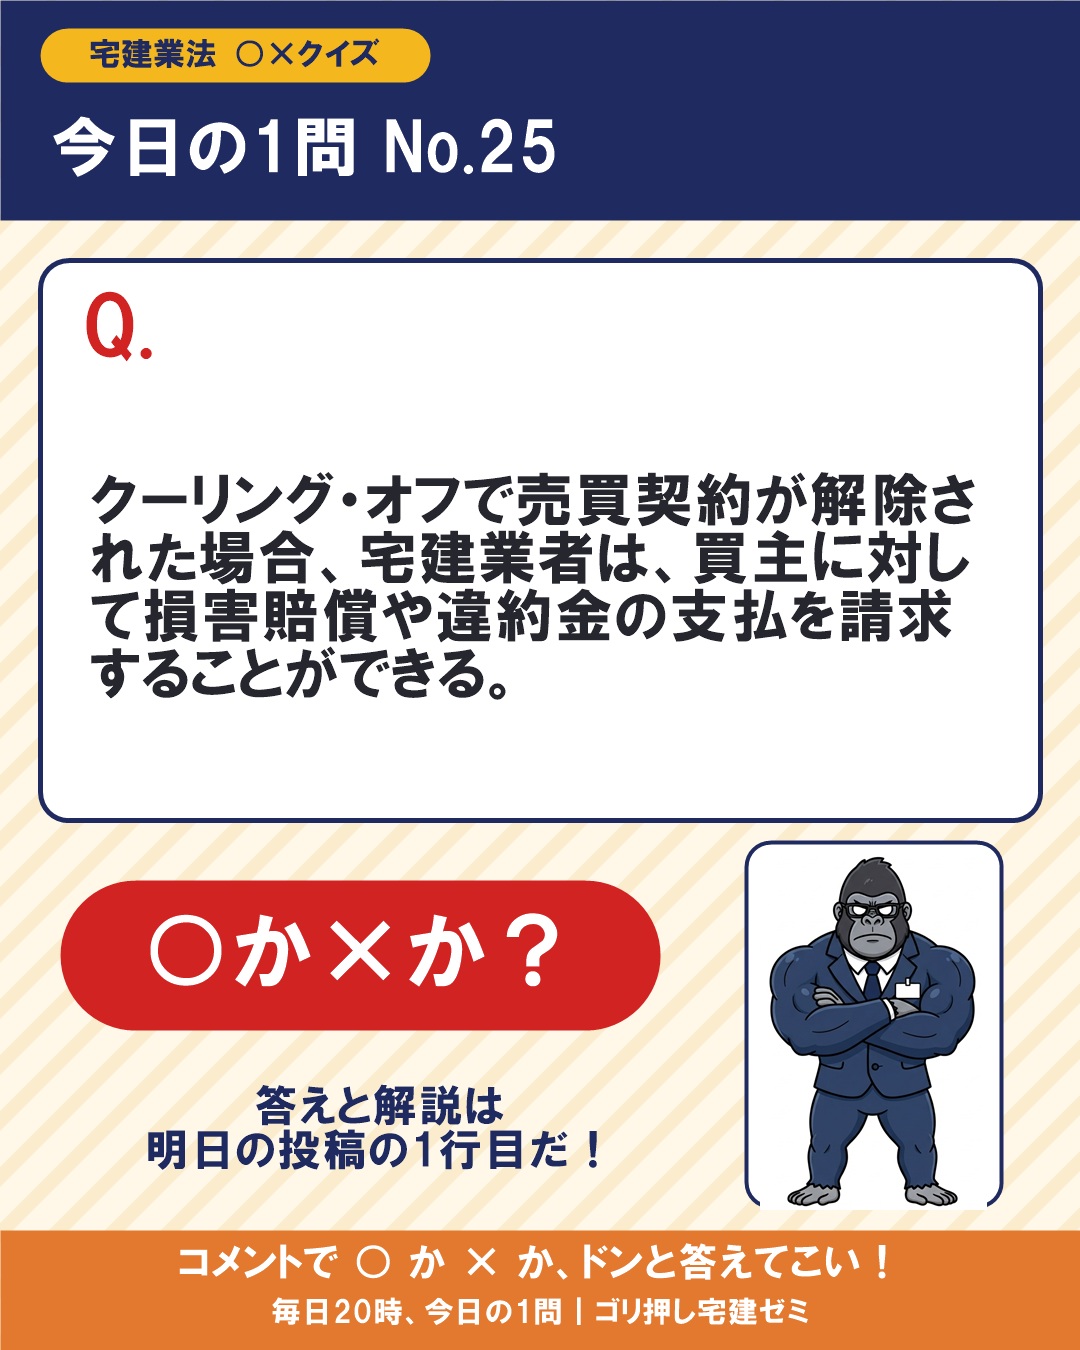 宅建業法 ○×クイズ
今日の1問 No.25
Q.
クーリング・オフで売買契約が解除さ
れた場合、宅建業者は、買主に対し
て損害賠償や違約金の支払を請求
することができる。
○か×か？
答えと解説は
明日の投稿の1行目だ！
コメントで ○ か × か、ドンと答えてこい！
毎日20時、今日の1問｜ゴリ押し宅建ゼミ